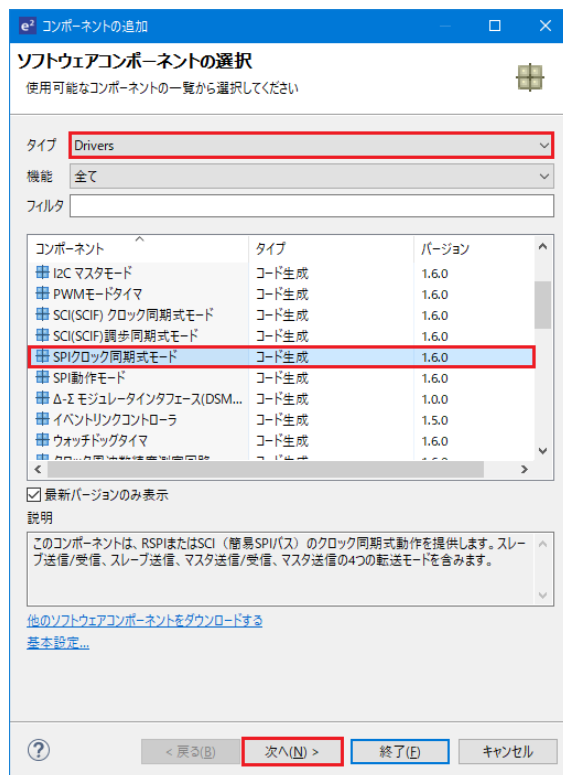 e² コンポーネントの追加
ソフトウェアコンポーネントの選択
使用可能なコンポーネントの一覧から選択してください
タイプ Drivers
機能 全て
フィルタ
コンポーネント タイプ バージョン
I2C マスタモード コード生成 1.6.0
PWMモードタイマ コード生成 1.6.0
SCI(SCIF) クロック同期式モード コード生成 1.6.0
SCI(SCIF)調歩同期式モード コード生成 1.6.0
SPIクロック同期式モード コード生成 1.6.0
SPI動作モード コード生成 1.6.0
Δ-Σ モジュレータインタフェース(DSM... コード生成 1.0.0
イベントリンクコントローラ コード生成 1.5.0
ウォッチドッグタイマ コード生成 1.6.0
最新バージョンのみ表示
説明
このコンポーネントは、RSPIまたはSCI（簡易SPIバス）のクロック同期式動作を提供します。スレー
ブ送信/受信、スレーブ送信、マスタ送信/受信、マスタ送信の4つの転送モードを含みます。
他のソフトウェアコンポーネントをダウンロードする
基本設定...
? < 戻る(B) 次へ(N) > 終了(F) キャンセル